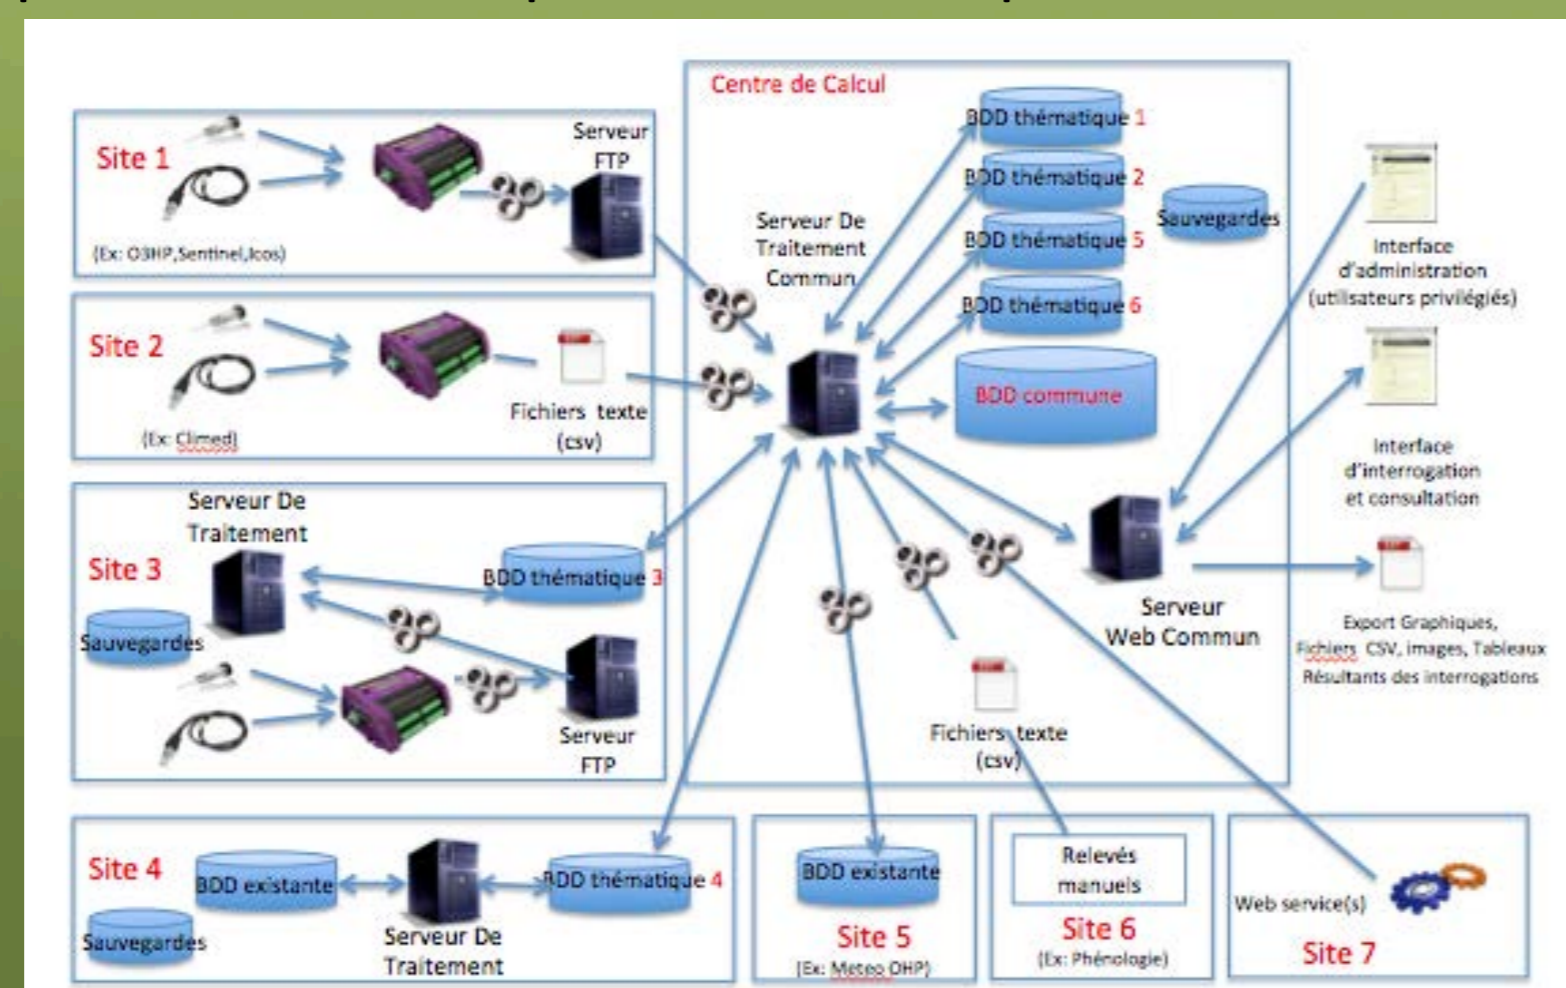 Centre de Calcul
Site 1
Serveur
FTP
(Ex: O3HP,Sentinel,Icos)
Site 2
Fichiers texte
(csv)
(Ex: Climed)
Serveur De
Traitement
Site 3
BDD thématique 3
Sauvegardes
Serveur
FTP
Site 4
BDD existante
BDD thématique 4
Sauvegardes
Serveur De
Traitement
BDD thématique 1
BDD thématique 2
BDD thématique 5
BDD thématique 6
Sauvegardes
Serveur De
Traitement
Commun
BDD commune
Serveur
Web Commun
Fichiers texte
(csv)
Interface
d'administration
(utilisateurs privilégiés)
Interface
d'interrogation
et consultation
Export Graphiques,
Fichiers CSV, images, Tableaux
Résultants des interrogations
BDD existante
Site 5
(Ex: Meteo OHP)
Relevés
manuels
Site 6
(Ex: Phénologie)
Web service(s)
Site 7